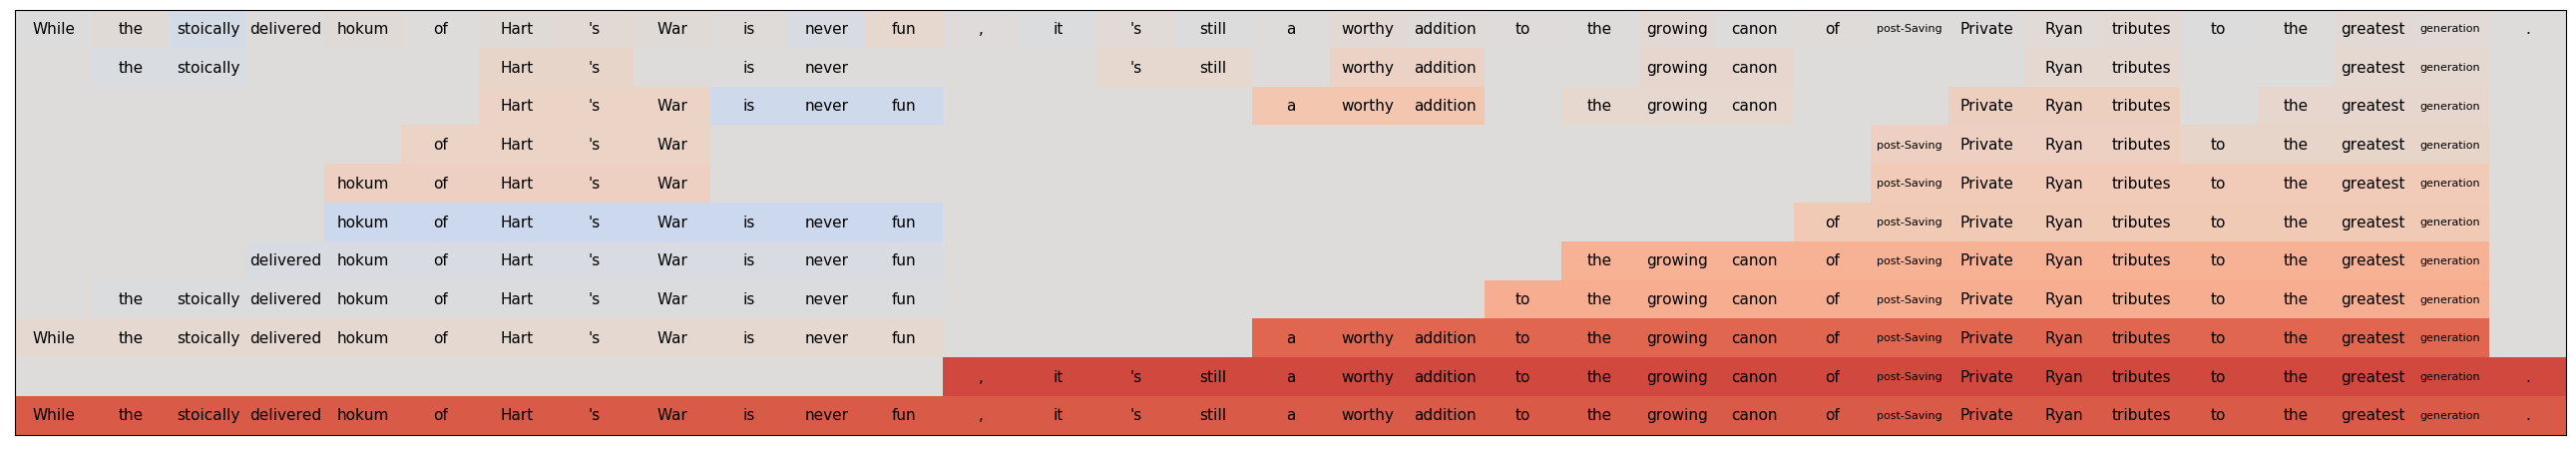 While the stoically delivered hokum of Hart 's War is never fun , it 's still a worthy addition to the growing canon of post-Saving Private Ryan tributes to the greatest generation .
the stoically Hart 's is never 's still worthy addition growing canon Ryan tributes greatest generation
Hart 's War is never fun a worthy addition the growing canon Private Ryan tributes the greatest generation
of Hart 's War post-Saving Private Ryan tributes to the greatest generation
hokum of Hart 's War post-Saving Private Ryan tributes to the greatest generation
hokum of Hart 's War is never fun of post-Saving Private Ryan tributes to the greatest generation
delivered hokum of Hart 's War is never fun the growing canon of post-Saving Private Ryan tributes to the greatest generation
the stoically delivered hokum of Hart 's War is never fun to the growing canon of post-Saving Private Ryan tributes to the greatest generation
While the stoically delivered hokum of Hart 's War is never fun a worthy addition to the growing canon of post-Saving Private Ryan tributes to the greatest generation
, it 's still a worthy addition to the growing canon of post-Saving Private Ryan tributes to the greatest generation .
While the stoically delivered hokum of Hart 's War is never fun , it 's still a worthy addition to the growing canon of post-Saving Private Ryan tributes to the greatest generation .